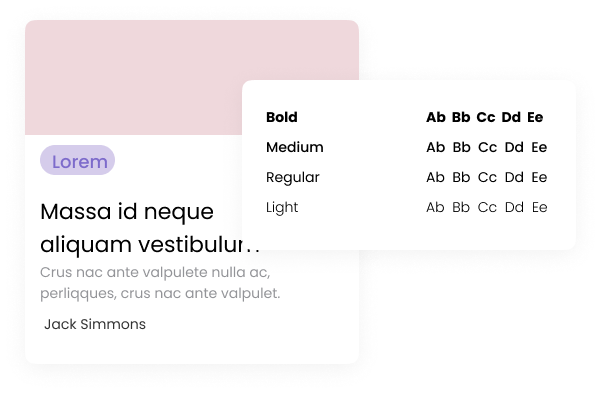 Lorem
Massa id neque
aliquam vestibulum.
Crus nac ante valpulete nulla ac,
perliqques, crus nac ante valpulet.
Jack Simmons
Bold Ab Bb Cc Dd Ee
Medium Ab Bb Cc Dd Ee
Regular Ab Bb Cc Dd Ee
Light Ab Bb Cc Dd Ee